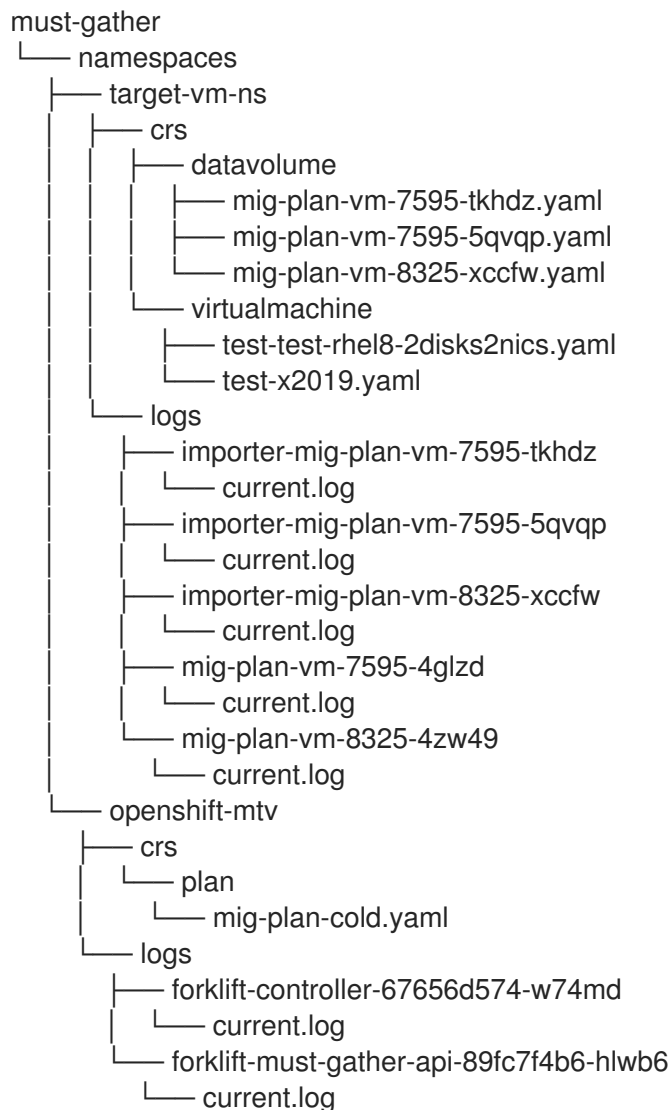 must-gather
└── namespaces
    ├── target-vm-ns
    │   ├── crs
    │   │   ├── datavolume
    │   │   │   ├── mig-plan-vm-7595-tkhdz.yaml
    │   │   │   ├── mig-plan-vm-7595-5qvqp.yaml
    │   │   │   └── mig-plan-vm-8325-xccfw.yaml
    │   │   └── virtualmachine
    │   │       ├── test-test-rhel8-2disks2nics.yaml
    │   │       └── test-x2019.yaml
    │   └── logs
    │       ├── importer-mig-plan-vm-7595-tkhdz
    │       │   └── current.log
    │       ├── importer-mig-plan-vm-7595-5qvqp
    │       │   └── current.log
    │       ├── importer-mig-plan-vm-8325-xccfw
    │       │   └── current.log
    │       ├── mig-plan-vm-7595-4glzd
    │       │   └── current.log
    │       └── mig-plan-vm-8325-4zw49
    │           └── current.log
    └── openshift-mtv
        ├── crs
        │   └── plan
        │       └── mig-plan-cold.yaml
        └── logs
            ├── forklift-controller-67656d574-w74md
            │   └── current.log
            └── forklift-must-gather-api-89fc7f4b6-hlwb6
                └── current.log